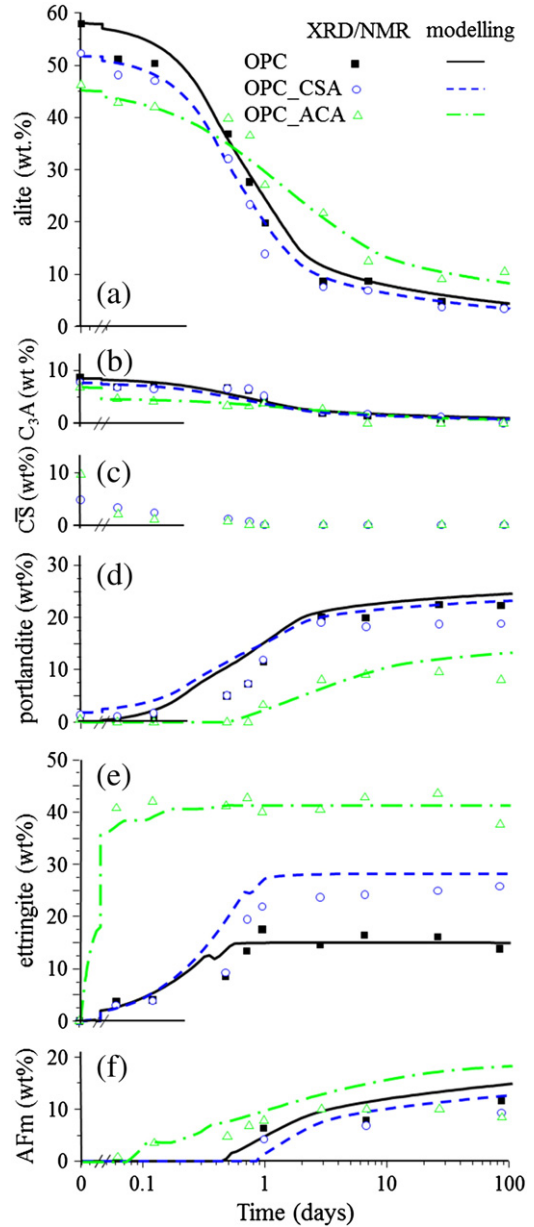 XRD/NMR modelling
OPC
OPC_CSA
OPC_ACA
alite (wt.%)
60
50
40
30
20
10
0
(a)
C₃A (wt %)
10
5
0
(b)
CS̅ (wt%)
10
0
(c)
portlandite (wt%)
30
20
10
0
(d)
ettringite (wt%)
50
40
30
20
10
0
(e)
AFm (wt%)
20
10
0
(f)
0 0.1 1 10 100
Time (days)